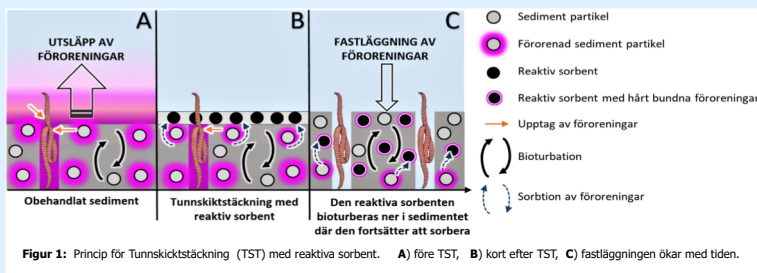 A
B
C
UTSLÄPP AV
FÖRORENINGAR
FASTLÄGGNING AV
FÖRORENINGAR
Obehandlat sediment
Tunnskiktstäckning med
reaktiv sorbent
Den reaktiva sorbenten
bioturberas ner i sedimentet
där den fortsätter att sorbera
Sediment partikel
Förorenad sediment partikel
Reaktiv sorbent
Reaktiv sorbent med hårt bundna föroreningar
Upptag av föroreningar
Bioturbation
Sorbtion av föroreningar
Figur 1: Princip för Tunnskicktstäckning (TST) med reaktiva sorbent. A) före TST, B) kort efter TST, C) fastläggningen ökar med tiden.